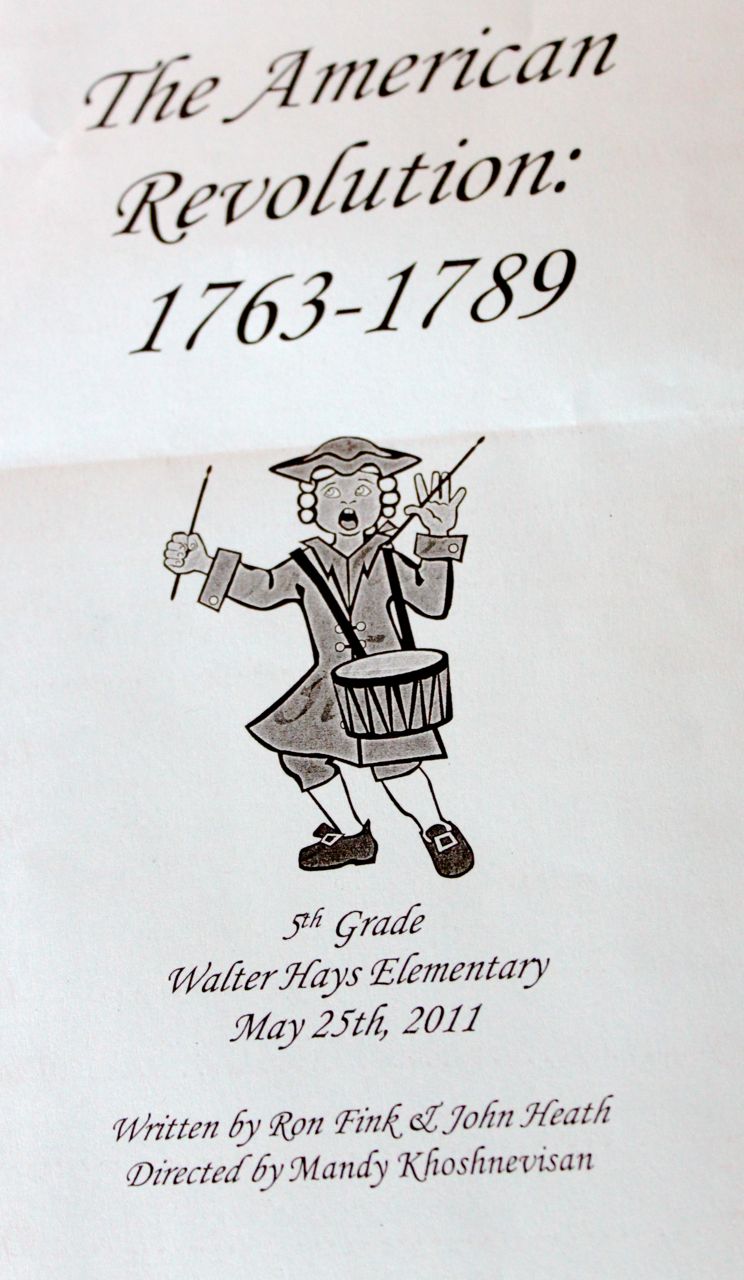 The American
Revolution:
1763-1789
5th Grade
Walter Hays Elementary
May 25th, 2011
Written by Ron Fink & John Heath
Directed by Mandy Khoshnevisan